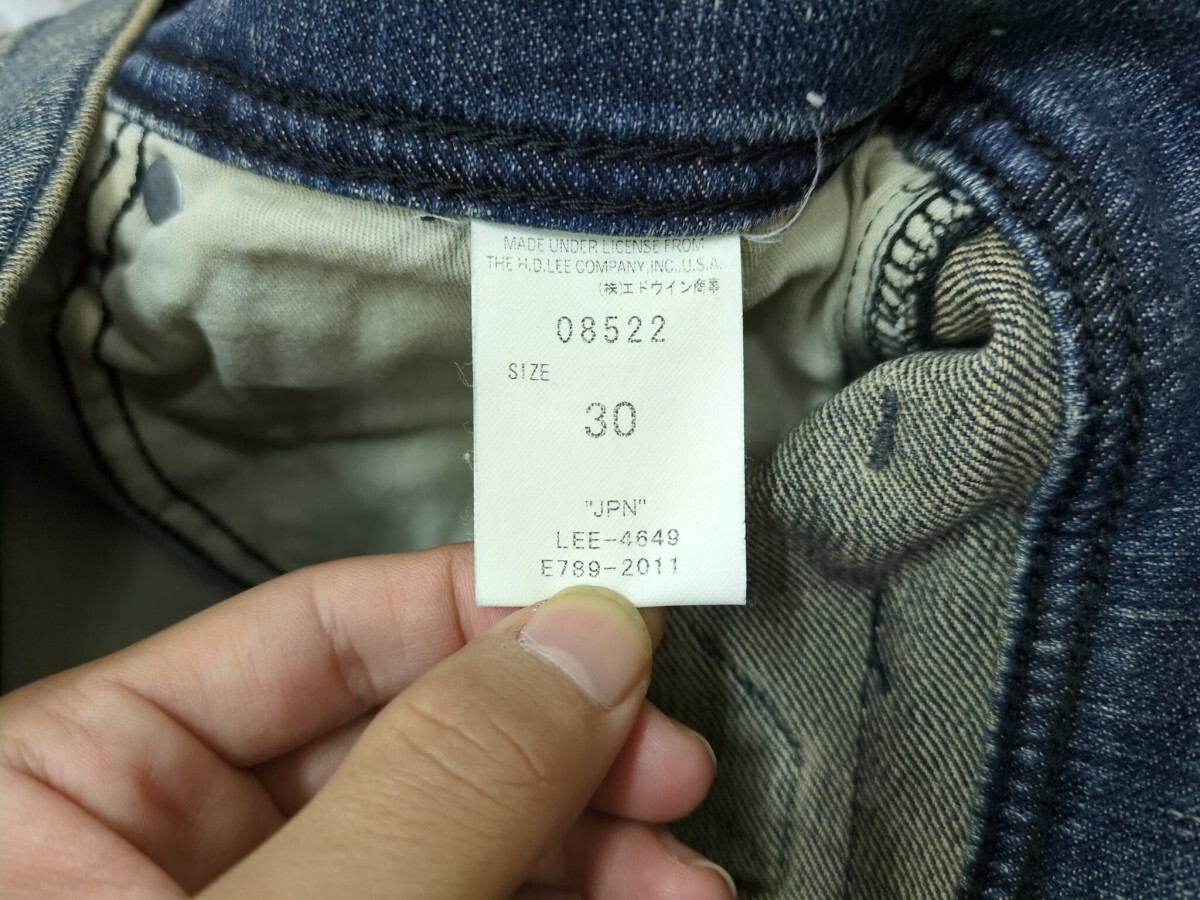 MADE UNDER LICENSE FROM
THE H.D.LEE COMPANY,INC.,U.S.A.
(株)エドウイン商事
08522
SIZE
30
"JPN"
LEE-4649
E789-2011